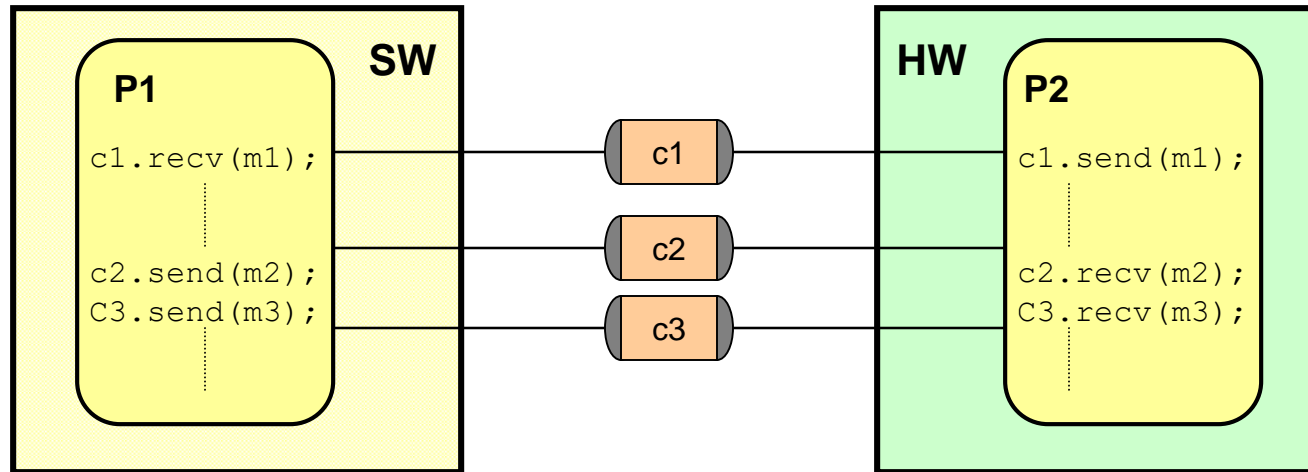 SW
HW
P1
P2
c1.recv(m1);
c1
c1.send(m1);
c2
c2.send(m2);
c2.recv(m2);
C3.send(m3);
C3.recv(m3);
c3